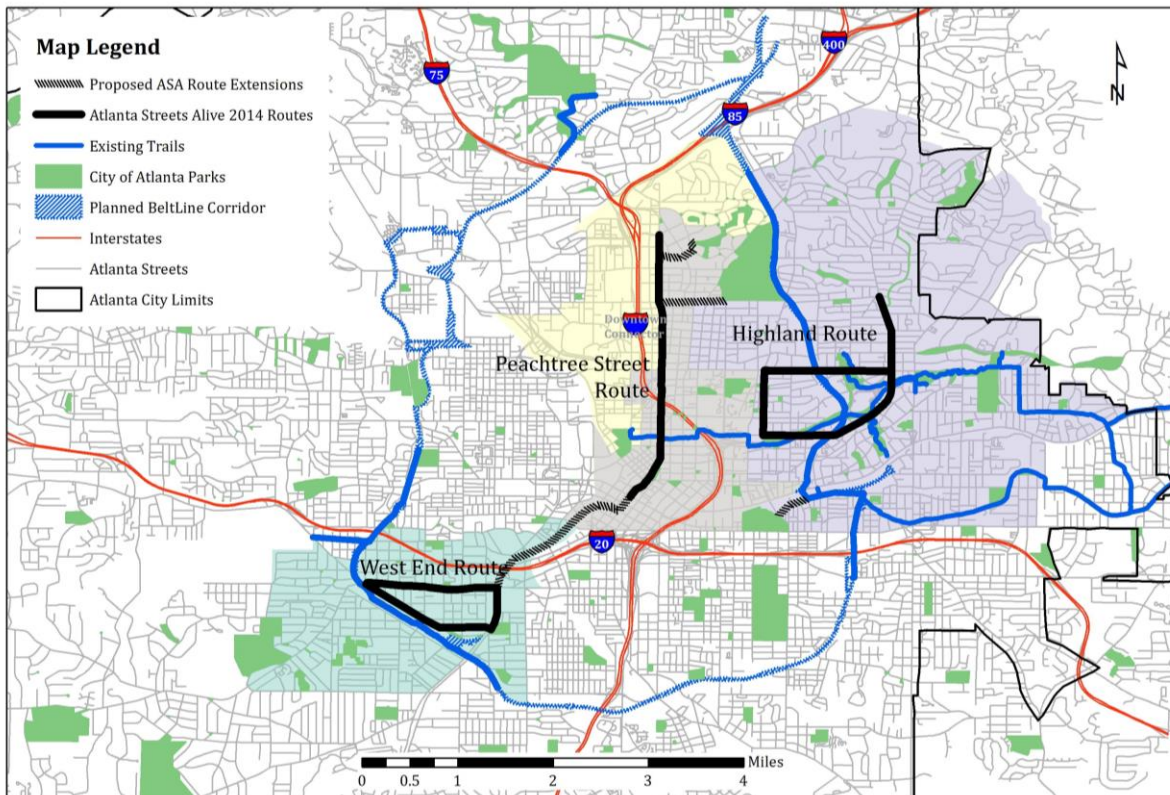 Map Legend
Proposed ASA Route Extensions
Atlanta Streets Alive 2014 Routes
Existing Trails
City of Atlanta Parks
Planned BeltLine Corridor
Interstates
Atlanta Streets
Atlanta City Limits
75
400
85
N
Downtown
Connector
Highland Route
Peachtree Street
Route
20
West End Route
Miles
0 0.5 1 2 3 4